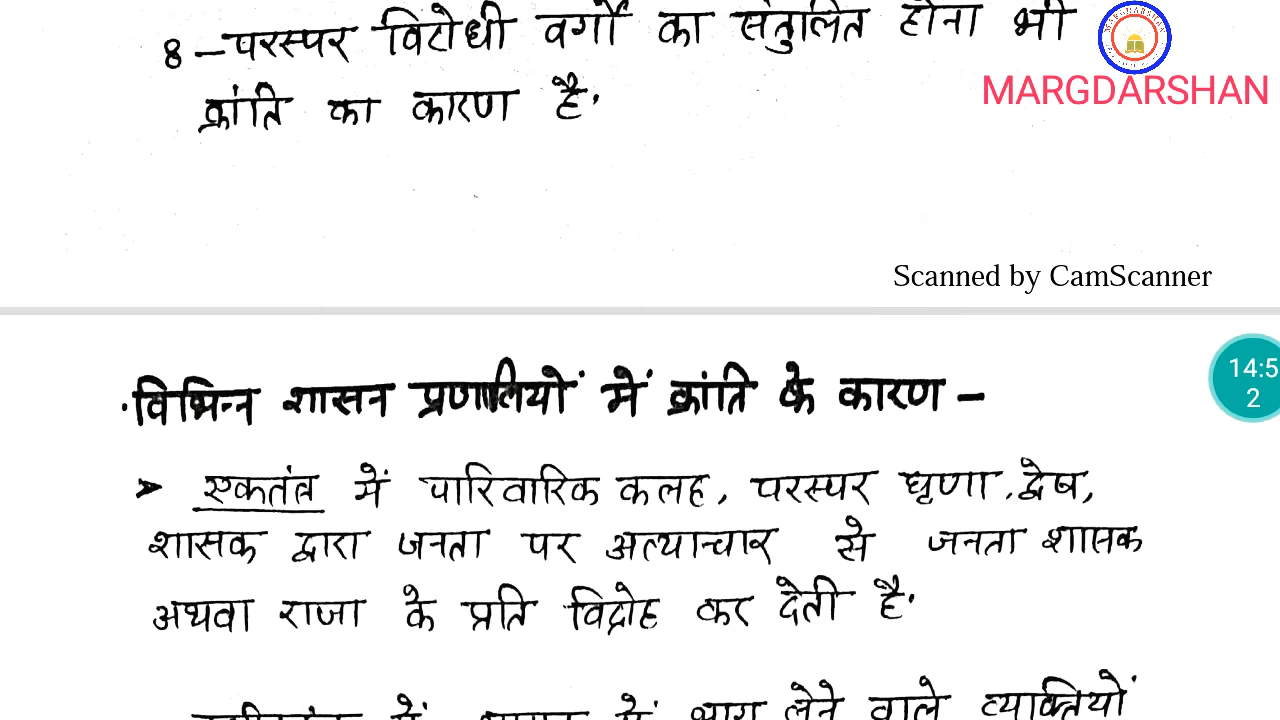 8 – परस्पर विरोधी वर्गों का संतुलित होना भी
क्रांति का कारण है.
MARGDARSHAN
Scanned by CamScanner
14:5
2
· विभिन्न शासन प्रणालियों में क्रांति के कारण –
➤ एकतंत्र में पारिवारिक कलह, परस्पर घृणा, द्वेष,
शासक द्वारा जनता पर अत्याचार से जनता शासक
अथवा राजा के प्रति विद्रोह कर देती है.
में भाग लेने वाले व्यक्तियों